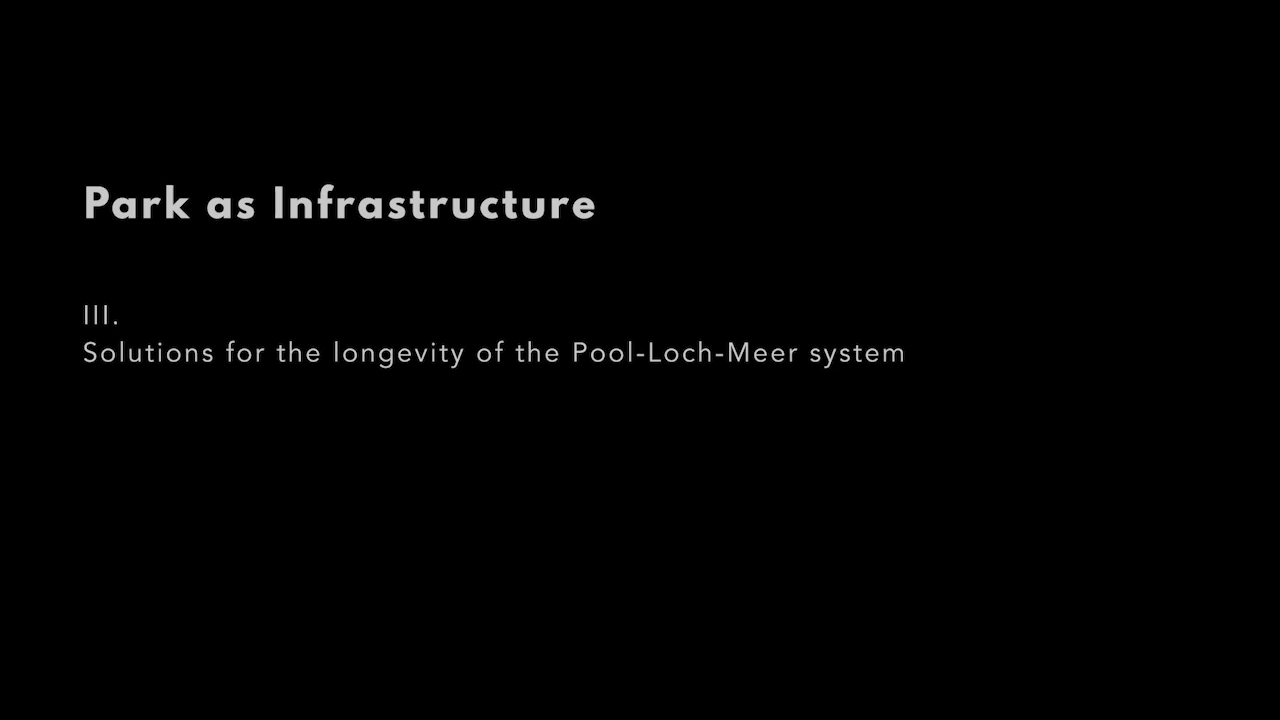 Park as Infrastructure
III.
Solutions for the longevity of the Pool-Loch-Meer system